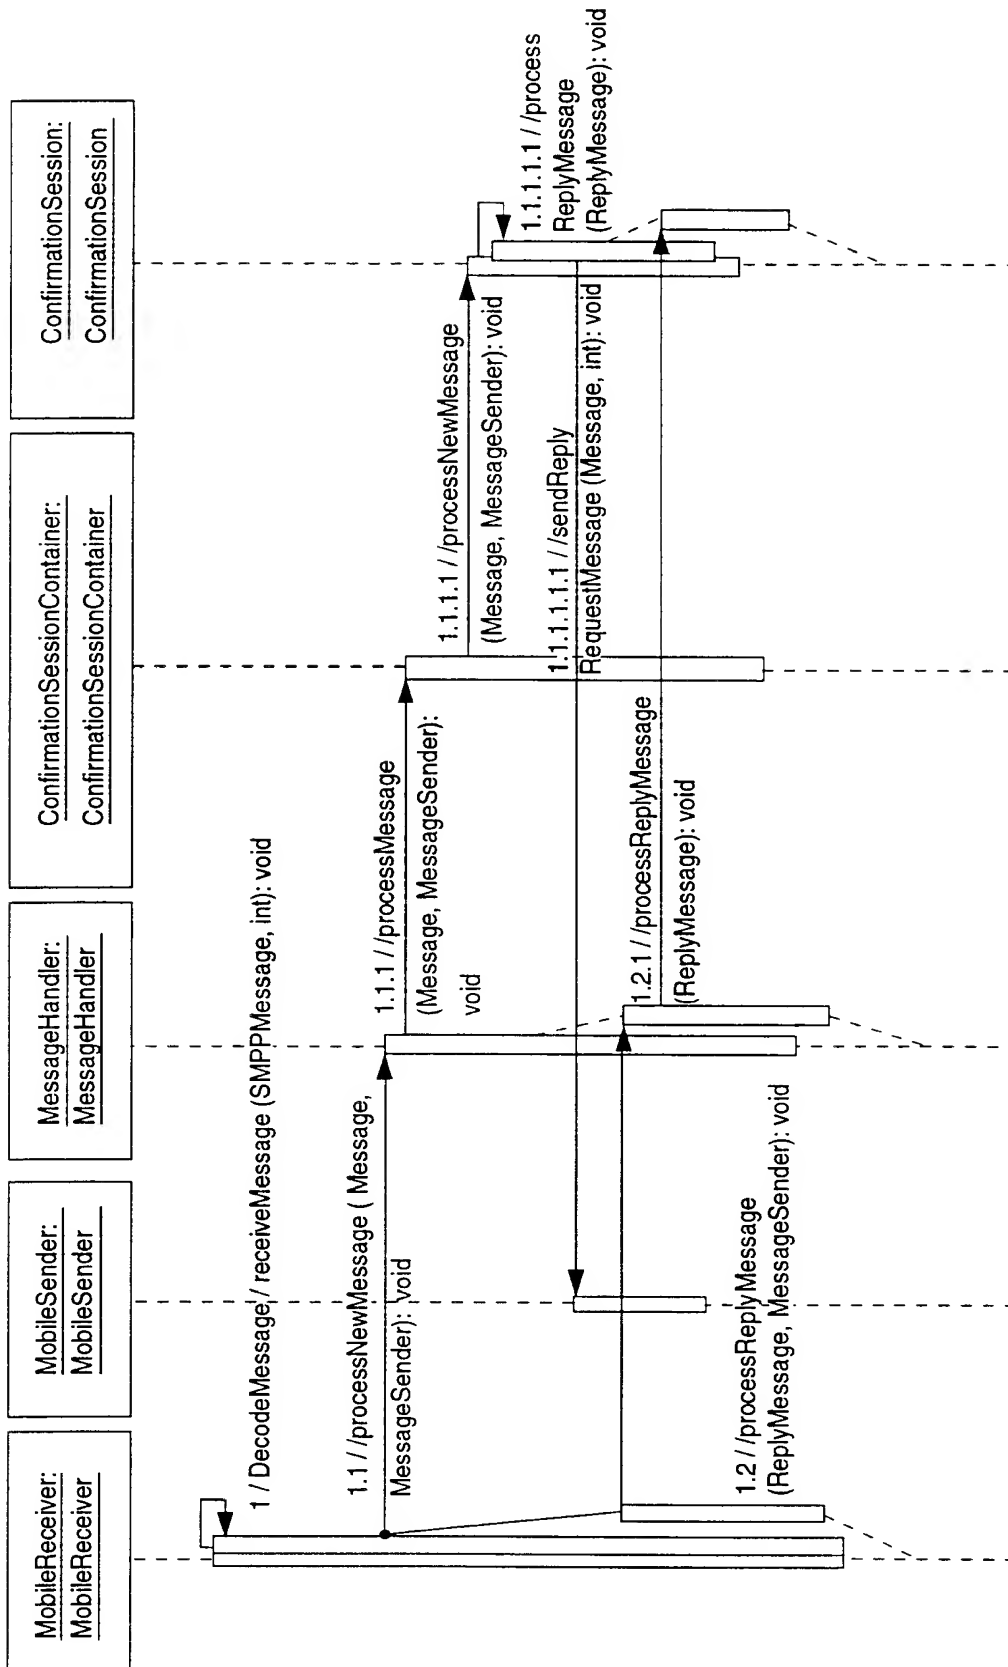 MobileReceiver:
MobileReceiver
MobileSender:
MobileSender
MessageHandler:
MessageHandler
ConfirmationSessionContainer:
ConfirmationSessionContainer
ConfirmationSession:
ConfirmationSession
1 / DecodeMessage / receiveMessage (SMPPMessage, int): void
1.1 / /processNewMessage ( Message,
MessageSender): void
1.1.1 / /processMessage
(Message, MessageSender):
void
1.1.1.1 / /processNewMessage
(Message, MessageSender): void
1.1.1.1.1 / /process
ReplyMessage
(ReplyMessage): void
1.1.1.1.1.1 / /sendReply
RequestMessage (Message, int): void
1.2.1 / /processReplyMessage
(ReplyMessage): void
1.2 / /processReplyMessage
(ReplyMessage, MessageSender): void